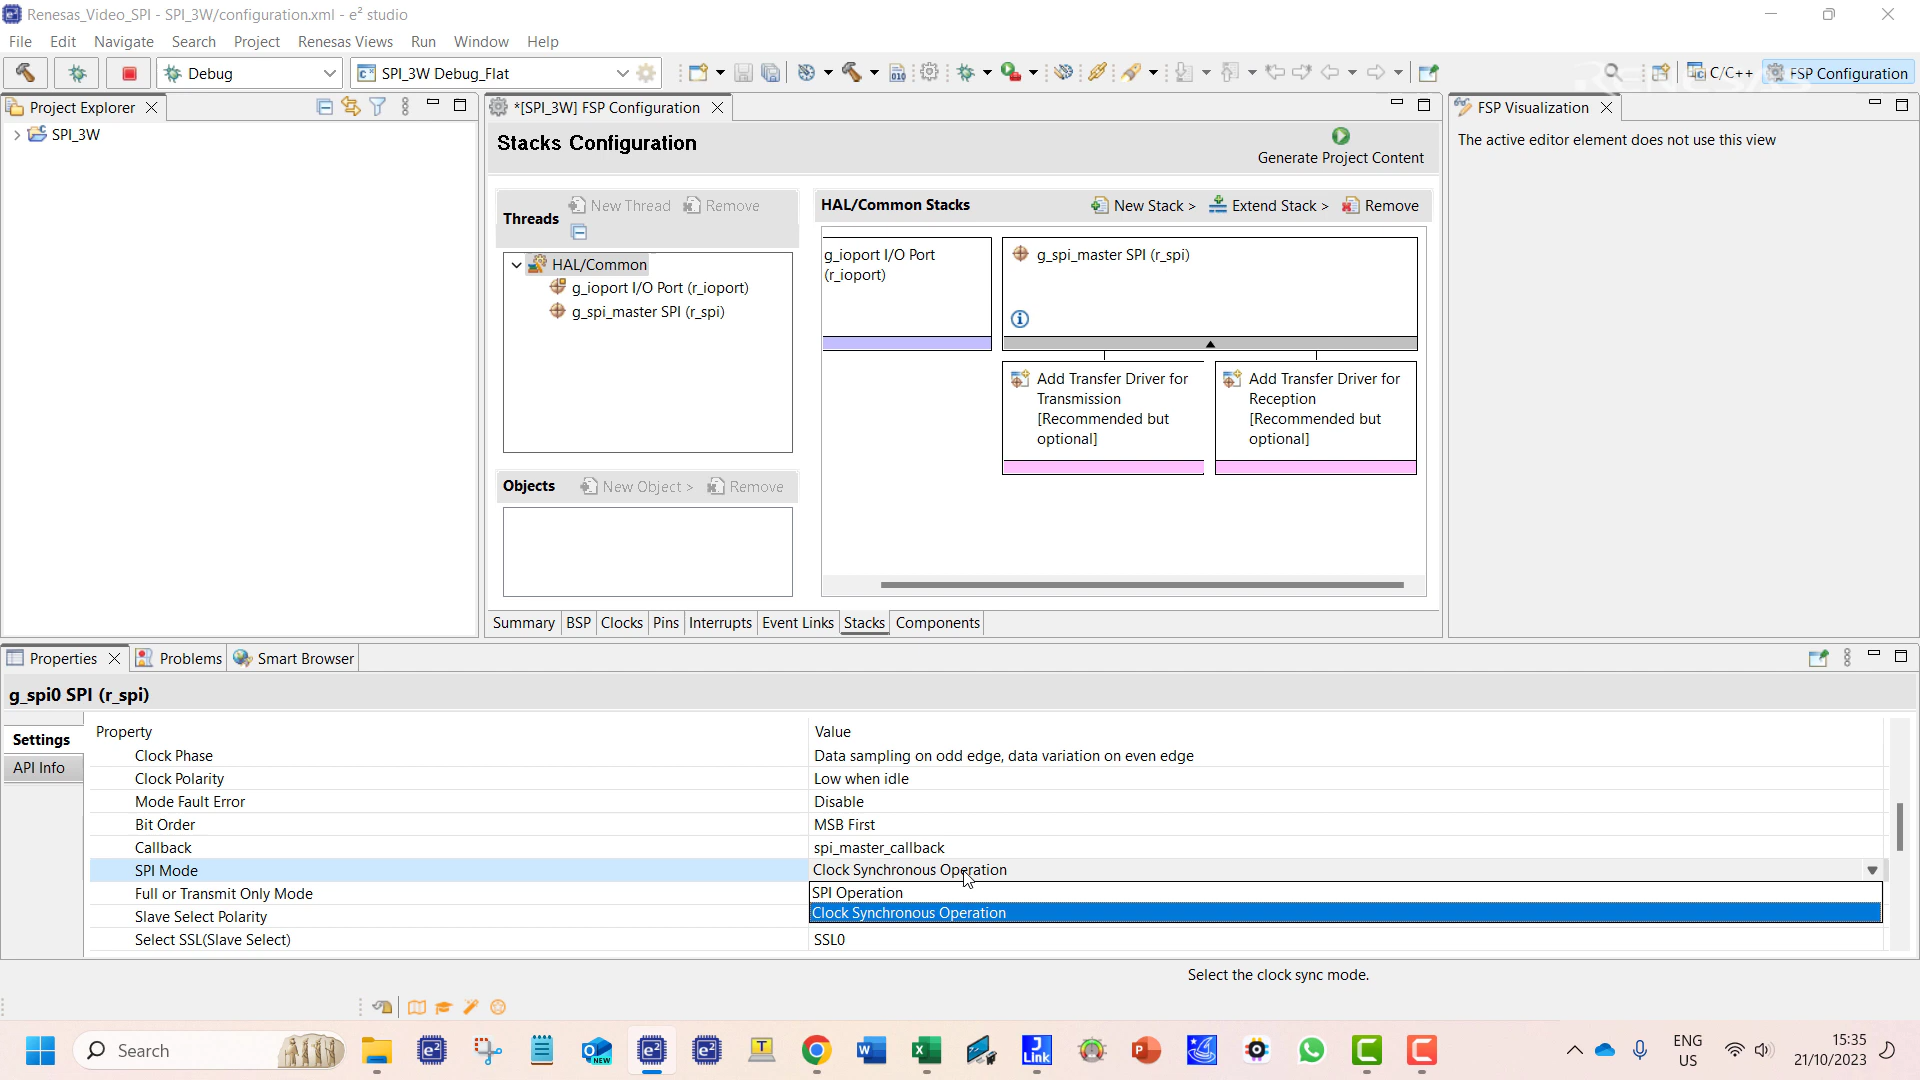 Renesas_Video_SPI - SPI_3W/configuration.xml - e² studio
File Edit Navigate Search Project Renesas Views Run Window Help
Debug
SPI_3W Debug_Flat
C/C++
FSP Configuration
Project Explorer
SPI_3W
*[SPI_3W] FSP Configuration
Stacks Configuration
Generate Project Content
Threads
New Thread
Remove
HAL/Common
g_ioport I/O Port (r_ioport)
g_spi_master SPI (r_spi)
Objects
New Object >
Remove
HAL/Common Stacks
New Stack >
Extend Stack >
Remove
g_ioport I/O Port
(r_ioport)
g_spi_master SPI (r_spi)
Add Transfer Driver for
Transmission
[Recommended but
optional]
Add Transfer Driver for
Reception
[Recommended but
optional]
Summary BSP Clocks Pins Interrupts Event Links Stacks Components
FSP Visualization
The active editor element does not use this view
Properties
Problems
Smart Browser
g_spi0 SPI (r_spi)
Settings
API Info
Property Value
Clock Phase Data sampling on odd edge, data variation on even edge
Clock Polarity Low when idle
Mode Fault Error Disable
Bit Order MSB First
Callback spi_master_callback
SPI Mode Clock Synchronous Operation
Full or Transmit Only Mode
SPI Operation
Slave Select Polarity
Clock Synchronous Operation
Select SSL(Slave Select) SSL0
Select the clock sync mode.
Search
NEW
J
Link
ENG
US
15:35
21/10/2023